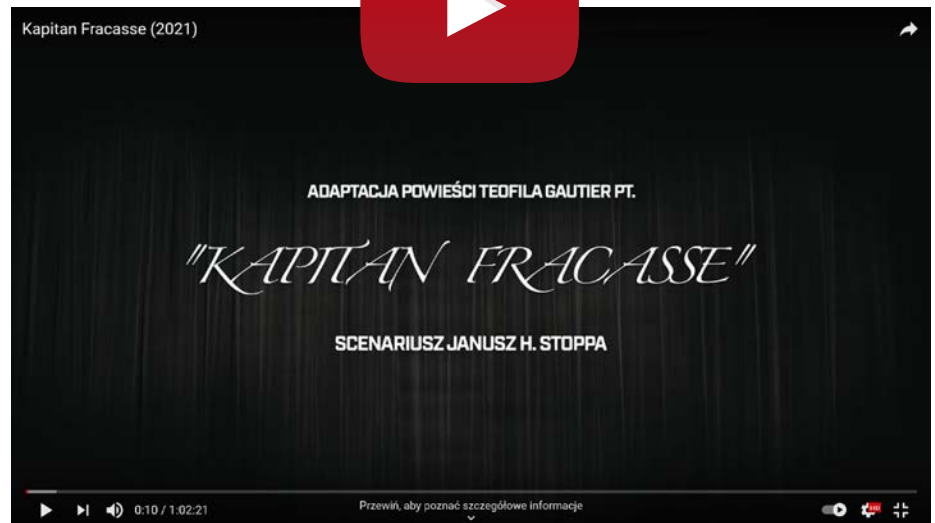 Kapitan Fracasse (2021)
ADAPTACJA POWIEŚCI TEOFILA GAUTIER PT.
"KAPITAN FRACASSE"
SCENARIUSZ JANUSZ H. STOPPA
0:10 / 1:02:21
Przewiń, aby poznać szczegółowe informacje
HD